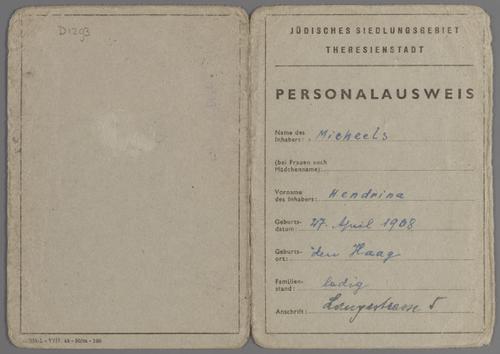 D1293
JÜDISCHES SIEDLUNGSGEBIET
THERESIENSTADT
PERSONALAUSWEIS
Name des
Inhabers: Michaels
(bei Frauen auch
Mädchenname):
Vorname
des Inhabers: Hendrina
Geburts-
datum: 27. April 1908
Geburts-
ort: den Haag
Familien-
stand: ledig
Anschrift: Langestrasse 5